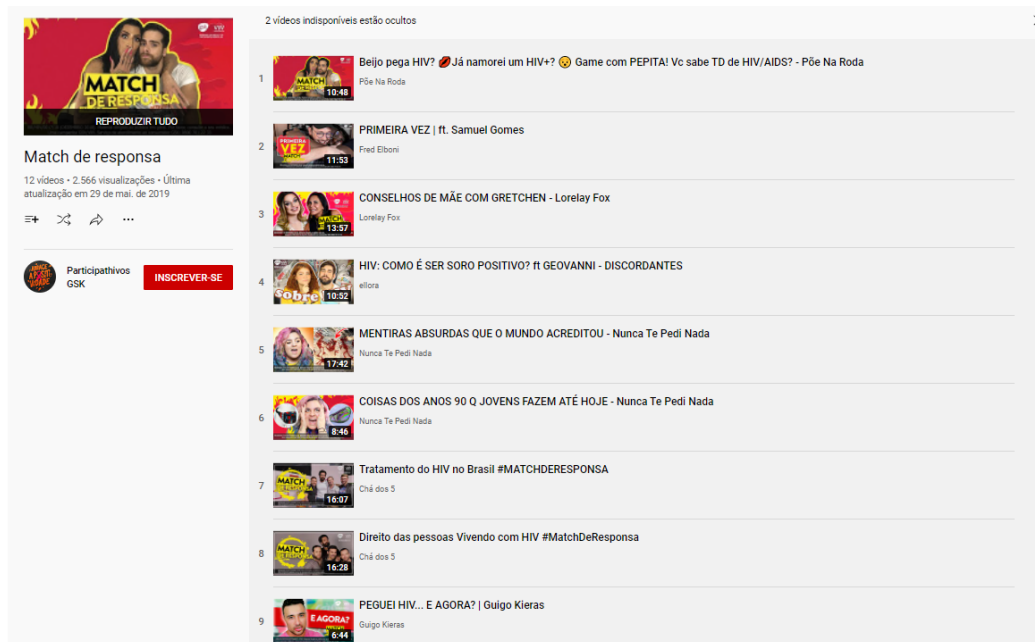 MATCH
DE RESPONSA
REPRODUZIR TUDO
Match de responsa
12 vídeos • 2.566 visualizações • Última
atualização em 29 de mai. de 2019
Participathivos
GSK
INSCREVER-SE
2 vídeos indisponíveis estão ocultos
1
MATCH
10:48
Beijo pega HIV? 💋Já namorei um HIV+? 😯 Game com PEPITA! Vc sabe TD de HIV/AIDS? - Põe Na Roda
Põe Na Roda
2
PRIMEIRA
VEZ
11:53
PRIMEIRA VEZ | ft. Samuel Gomes
Fred Elboni
3
MATCH
13:57
CONSELHOS DE MÃE COM GRETCHEN - Lorelay Fox
Lorelay Fox
4
sobre
10:52
HIV: COMO É SER SORO POSITIVO? ft GEOVANNI - DISCORDANTES
ellora
5
17:42
MENTIRAS ABSURDAS QUE O MUNDO ACREDITOU - Nunca Te Pedi Nada
Nunca Te Pedi Nada
6
8:46
COISAS DOS ANOS 90 Q JOVENS FAZEM ATÉ HOJE - Nunca Te Pedi Nada
Nunca Te Pedi Nada
7
MATCH
16:07
Tratamento do HIV no Brasil #MATCHDERESPONSA
Chá dos 5
8
MATCH
16:28
Direito das pessoas Vivendo com HIV #MatchDeResponsa
Chá dos 5
9
E AGORA?
6:44
PEGUEI HIV... E AGORA? | Guigo Kieras
Guigo Kieras